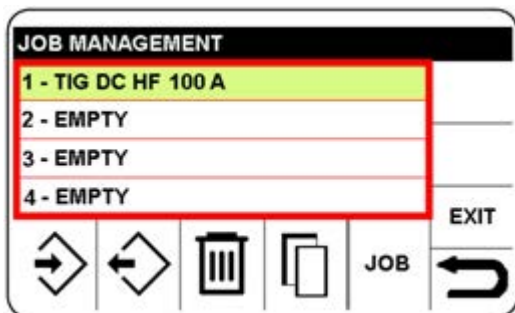 JOB MANAGEMENT
1 - TIG DC HF 100 A
2 - EMPTY
3 - EMPTY
4 - EMPTY
EXIT
JOB